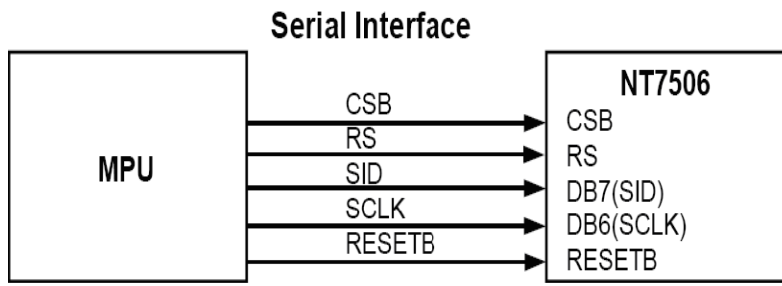 Serial Interface
MPU
CSB
RS
SID
SCLK
RESETB
NT7506
CSB
RS
DB7(SID)
DB6(SCLK)
RESETB